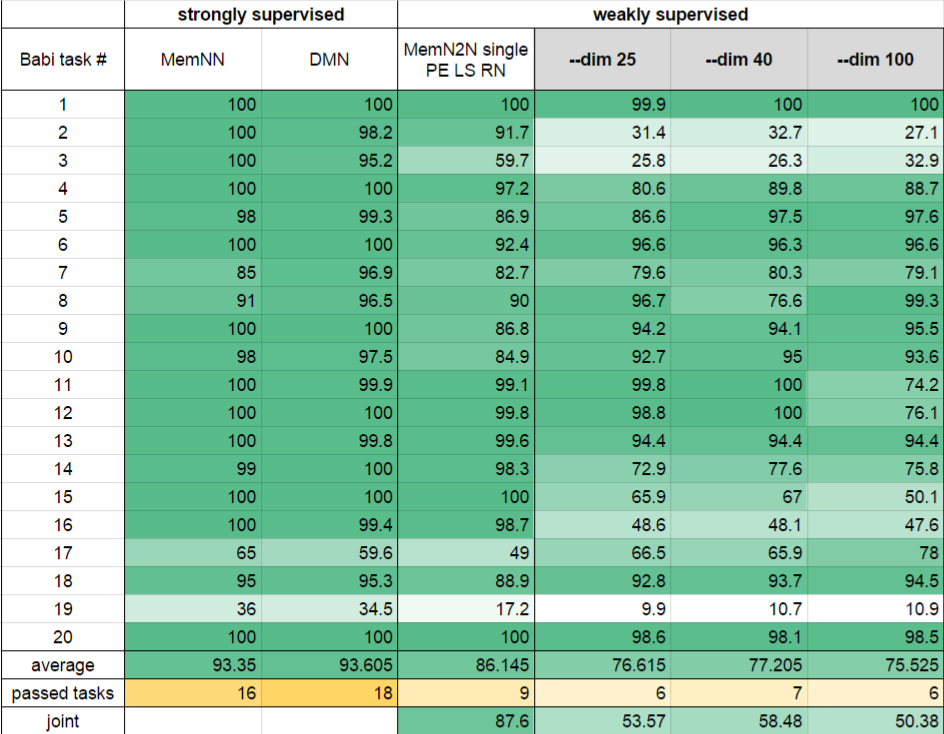 strongly supervised weakly supervised
Babi task # MemNN DMN MemN2N single PE LS RN --dim 25 --dim 40 --dim 100
1 100 100 100 99.9 100 100
2 100 98.2 91.7 31.4 32.7 27.1
3 100 95.2 59.7 25.8 26.3 32.9
4 100 100 97.2 80.6 89.8 88.7
5 98 99.3 86.9 86.6 97.5 97.6
6 100 100 92.4 96.6 96.3 96.6
7 85 96.9 82.7 79.6 80.3 79.1
8 91 96.5 90 96.7 76.6 99.3
9 100 100 86.8 94.2 94.1 95.5
10 98 97.5 84.9 92.7 95 93.6
11 100 99.9 99.1 99.8 100 74.2
12 100 100 99.8 98.8 100 76.1
13 100 99.8 99.6 94.4 94.4 94.4
14 99 100 98.3 72.9 77.6 75.8
15 100 100 100 65.9 67 50.1
16 100 99.4 98.7 48.6 48.1 47.6
17 65 59.6 49 66.5 65.9 78
18 95 95.3 88.9 92.8 93.7 94.5
19 36 34.5 17.2 9.9 10.7 10.9
20 100 100 100 98.6 98.1 98.5
average 93.35 93.605 86.145 76.615 77.205 75.525
passed tasks 16 18 9 6 7 6
joint 87.6 53.57 58.48 50.38